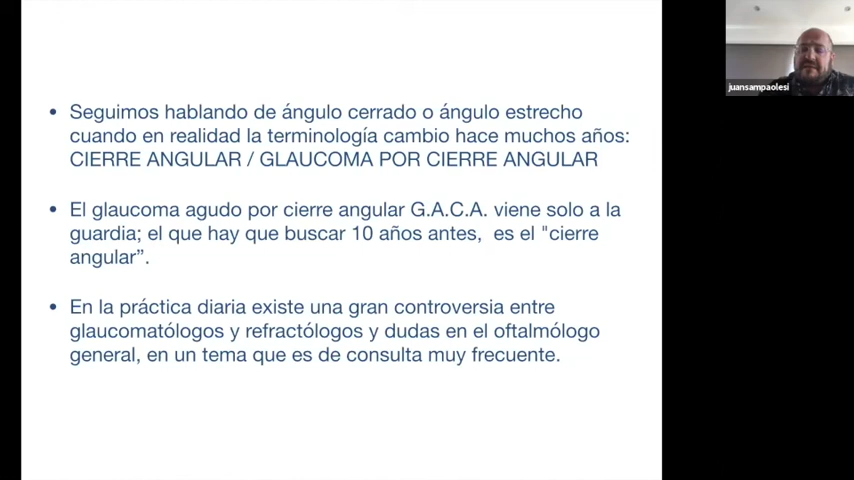 • Seguimos hablando de ángulo cerrado o ángulo estrecho
cuando en realidad la terminología cambio hace muchos años:
CIERRE ANGULAR / GLAUCOMA POR CIERRE ANGULAR
• El glaucoma agudo por cierre angular G.A.C.A. viene solo a la
guardia; el que hay que buscar 10 años antes,  es el "cierre
angular”.
• En la práctica diaria existe una gran controversia entre
glaucomatólogos y refractólogos y dudas en el oftalmólogo
general, en un tema que es de consulta muy frecuente.
juansampaolesi